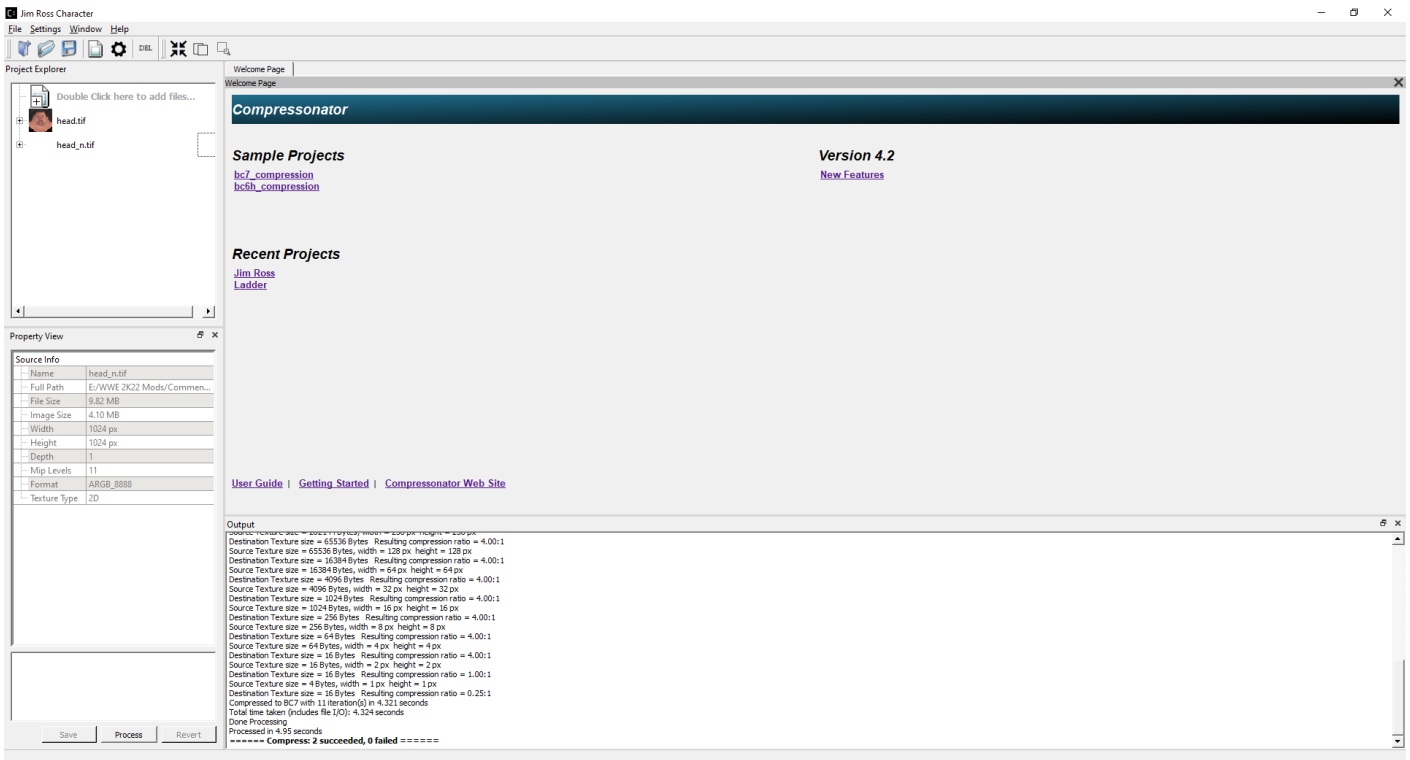 Jim Ross Character
File Settings Window Help
DEL
Project Explorer
Double Click here to add files...
head.tif
head_n.tif
Property View
Source Info
Name head_n.tif
Full Path E:/WWE 2K22 Mods/Commen...
File Size 9.82 MB
Image Size 4.10 MB
Width 1024 px
Height 1024 px
Depth 1
Mip Levels 11
Format ARGB_8888
Texture Type 2D
Save Process Revert
Welcome Page
Welcome Page
Compressonator
Sample Projects
bc7_compression
bc6h_compression
Version 4.2
New Features
Recent Projects
Jim Ross
Ladder
User Guide | Getting Started | Compressonator Web Site
Output
Destination Texture size = 65536 Bytes Resulting compression ratio = 4.00:1
Source Texture size = 65536 Bytes, width = 128 px height = 128 px
Destination Texture size = 16384 Bytes Resulting compression ratio = 4.00:1
Source Texture size = 16384 Bytes, width = 64 px height = 64 px
Destination Texture size = 4096 Bytes Resulting compression ratio = 4.00:1
Source Texture size = 4096 Bytes, width = 32 px height = 32 px
Destination Texture size = 1024 Bytes Resulting compression ratio = 4.00:1
Source Texture size = 1024 Bytes, width = 16 px height = 16 px
Destination Texture size = 256 Bytes Resulting compression ratio = 4.00:1
Source Texture size = 256 Bytes, width = 8 px height = 8 px
Destination Texture size = 64 Bytes Resulting compression ratio = 4.00:1
Source Texture size = 64 Bytes, width = 4 px height = 4 px
Destination Texture size = 16 Bytes Resulting compression ratio = 4.00:1
Source Texture size = 16 Bytes, width = 2 px height = 2 px
Destination Texture size = 16 Bytes Resulting compression ratio = 1.00:1
Source Texture size = 4 Bytes, width = 1 px height = 1 px
Destination Texture size = 16 Bytes Resulting compression ratio = 0.25:1
Compressed to BC7 with 11 iteration(s) in 4.321 seconds
Total time taken (includes file I/O): 4.324 seconds
Done Processing
Processed in 4.95 seconds
====== Compress: 2 succeeded, 0 failed ======